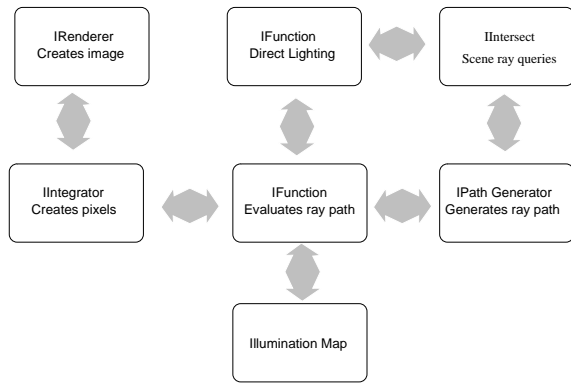 IRenderer
Creates image
IFunction
Direct Lighting
IIntersect
Scene ray queries
IIntegrator
Creates pixels
IFunction
Evaluates ray path
IPath Generator
Generates ray path
Illumination Map